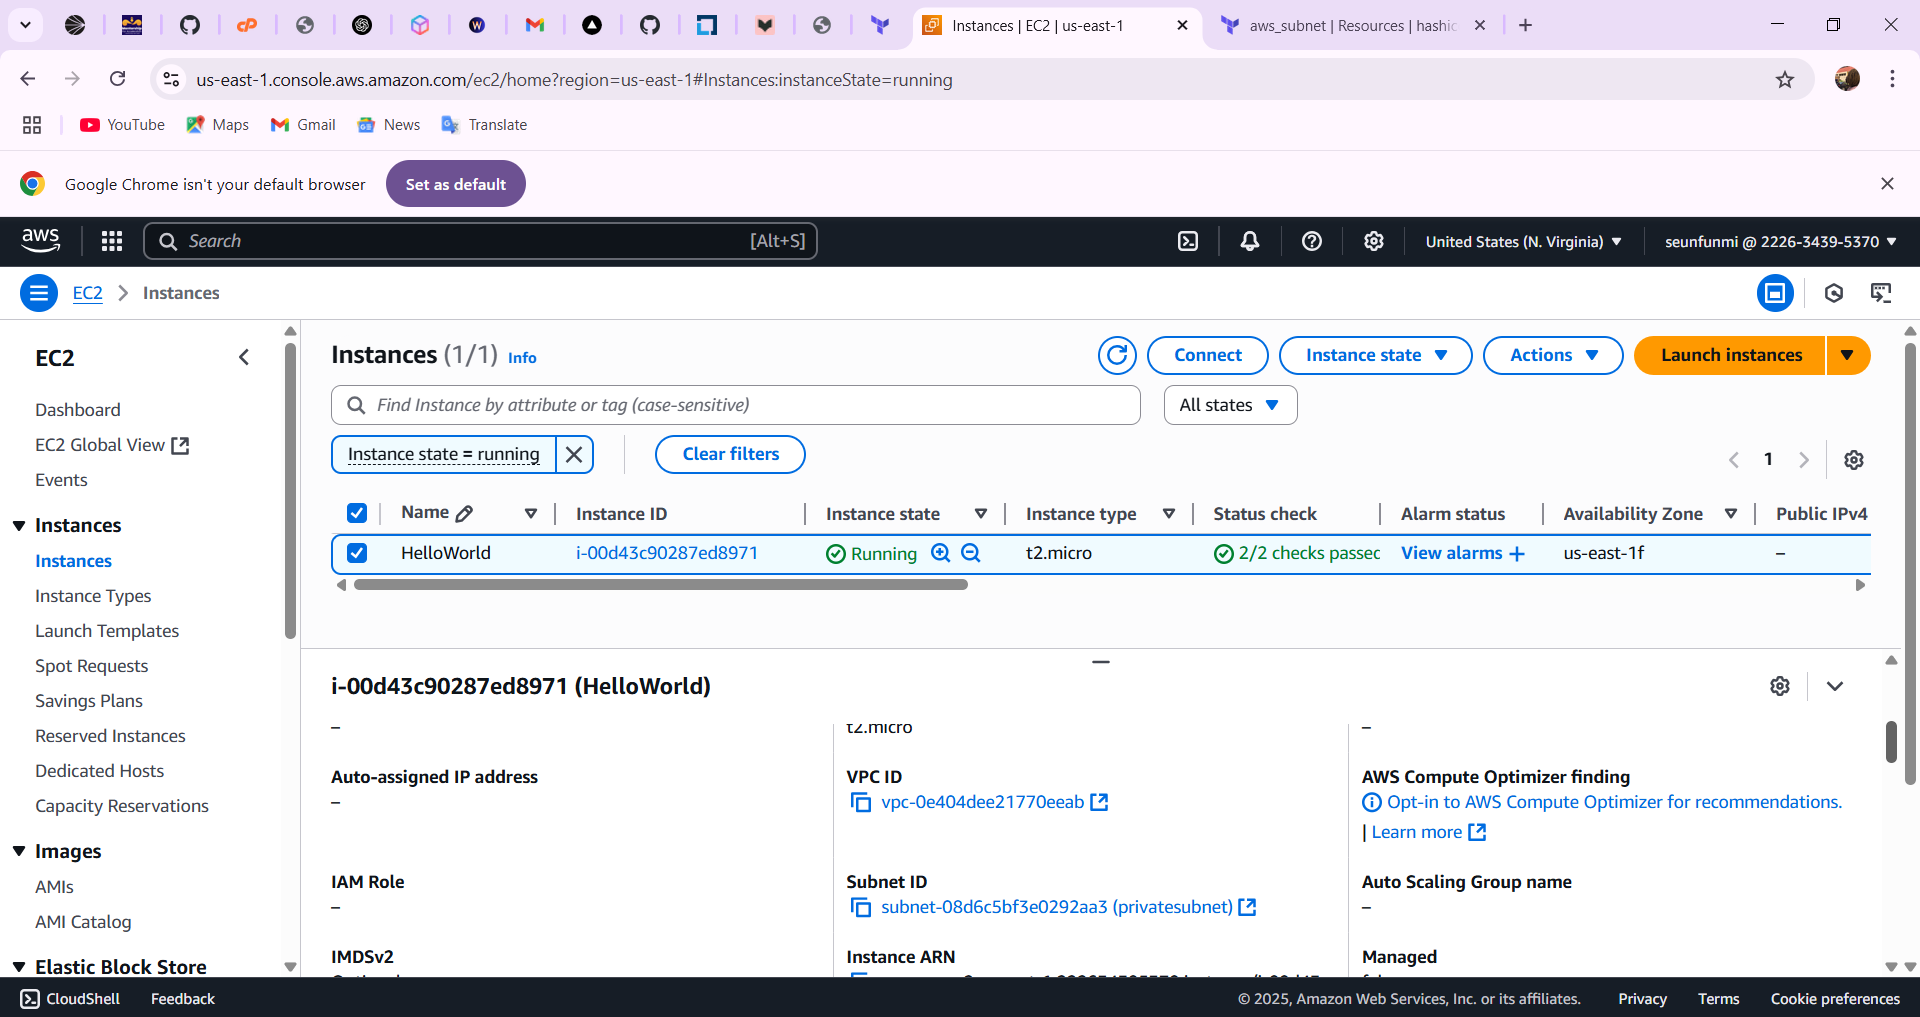 Instances | EC2 | us-east-1
aws_subnet | Resources | hashic
us-east-1.console.aws.amazon.com/ec2/home?region=us-east-1#Instances:instanceState=running
YouTube
Maps
Gmail
News
Translate
Google Chrome isn't your default browser
Set as default
aws
Search
[Alt+S]
United States (N. Virginia)
seunfunmi @ 2226-3439-5370
EC2
Instances
EC2
Dashboard
EC2 Global View
Events
Instances
Instances
Instance Types
Launch Templates
Spot Requests
Savings Plans
Reserved Instances
Dedicated Hosts
Capacity Reservations
Images
AMIs
AMI Catalog
Elastic Block Store
Instances (1/1) Info
Connect
Instance state
Actions
Launch instances
Find Instance by attribute or tag (case-sensitive)
All states
Instance state = running
Clear filters
1
Name
Instance ID
Instance state
Instance type
Status check
Alarm status
Availability Zone
Public IPv4
HelloWorld
i-00d43c90287ed8971
Running
t2.micro
2/2 checks passed
View alarms +
us-east-1f
–
i-00d43c90287ed8971 (HelloWorld)
–
t2.micro
–
Auto-assigned IP address
–
VPC ID
vpc-0e404dee21770eeab
AWS Compute Optimizer finding
Opt-in to AWS Compute Optimizer for recommendations.
| Learn more
IAM Role
–
Subnet ID
subnet-08d6c5bf3e0292aa3 (privatesubnet)
Auto Scaling Group name
–
IMDSv2
Instance ARN
Managed
CloudShell
Feedback
© 2025, Amazon Web Services, Inc. or its affiliates.
Privacy
Terms
Cookie preferences